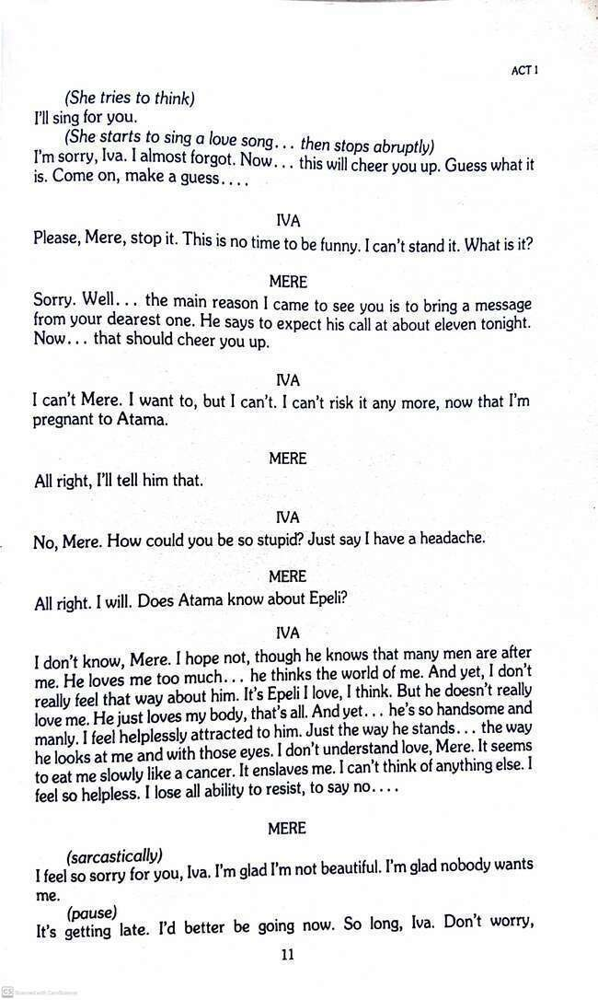 ACT 1
(She tries to think)
I'll sing for you.
(She starts to sing a love song... then stops abruptly)
I'm sorry, Iva. I almost forgot. Now... this will cheer you up. Guess what it
is. Come on, make a guess....
IVA
Please, Mere, stop it. This is no time to be funny. I can't stand it. What is it?
MERE
Sorry. Well... the main reason I came to see you is to bring a message
from your dearest one. He says to expect his call at about eleven tonight.
Now... that should cheer you up.
IVA
I can't Mere. I want to, but I can't. I can't risk it any more, now that I'm
pregnant to Atama.
MERE
All right, I'll tell him that.
IVA
No, Mere. How could you be so stupid? Just say I have a headache.
MERE
All right. I will. Does Atama know about Epeli?
IVA
I don't know, Mere. I hope not, though he knows that many men are after
me. He loves me too much... he thinks the world of me. And yet, I don't
really feel that way about him. It's Epeli I love, I think. But he doesn't really
love me. He just loves my body, that's all. And yet... he's so handsome and
manly. I feel helplessly attracted to him. Just the way he stands... the way
he looks at me and with those eyes. I don't understand love, Mere. It seems
to eat me slowly like a cancer. It enslaves me. I can't think of anything else. I
feel so helpless. I lose all ability to resist, to say no....
MERE
(sarcastically)
I feel so sorry for you, Iva. I'm glad I'm not beautiful. I'm glad nobody wants
me.
(pause)
It's getting late. I'd better be going now. So long, Iva. Don't worry,
11
CS Scanned with CamScanner